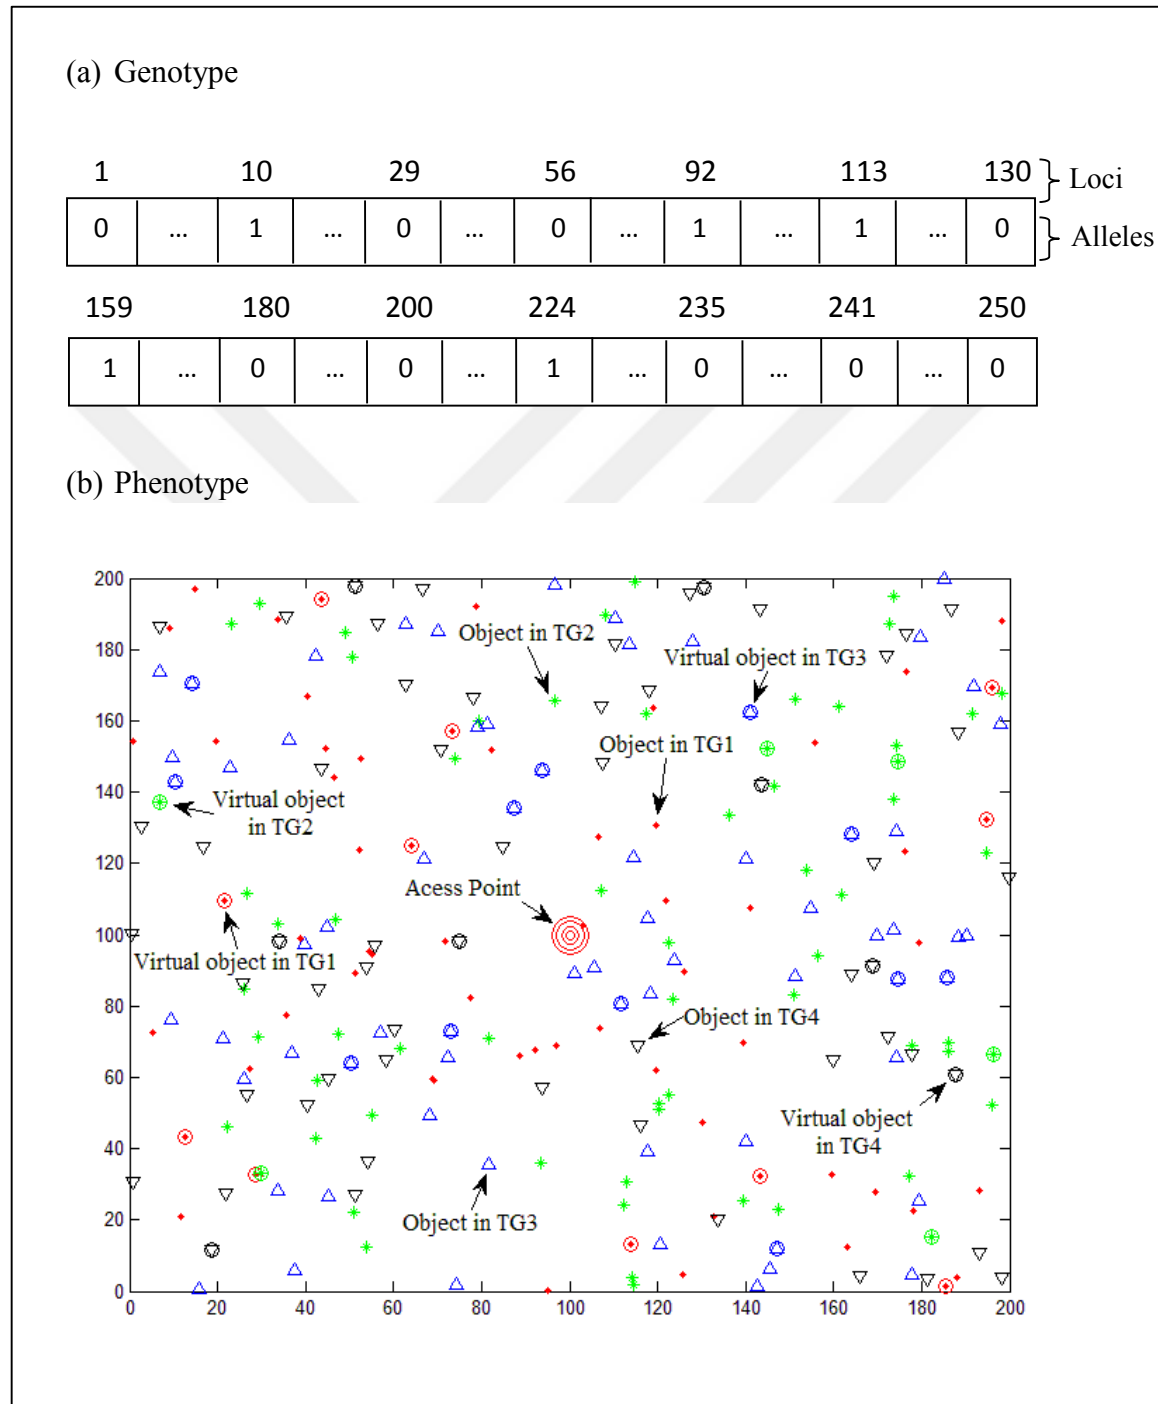 (a) Genotype
1 10 29 56 92 113 130 Loci
0 ... 1 ... 0 ... 0 ... 1 ... 1 ... 0 Alleles
159 180 200 224 235 241 250
1 ... 0 ... 0 ... 1 ... 0 ... 0 ... 0
(b) Phenotype
200
180
160
140
120
100
80
60
40
20
0
Object in TG2
Virtual object in TG3
Object in TG1
Virtual object
in TG2
Acess Point
Virtual object in TG1
Object in TG4
Virtual object
in TG4
Object in TG3
0 20 40 60 80 100 120 140 160 180 200